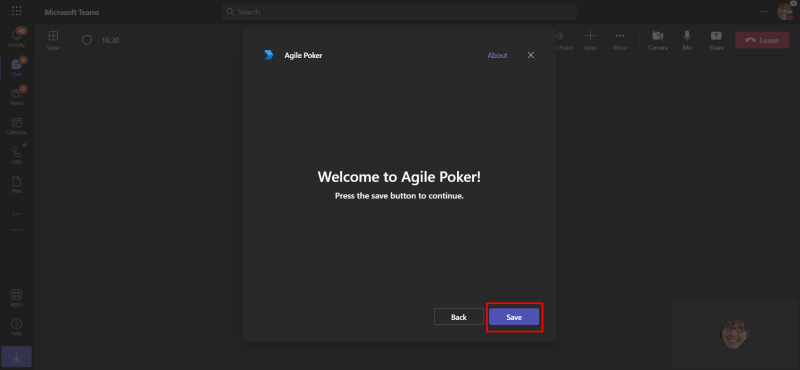 Microsoft Teams
Search
Activity
Chat
Teams
Calendar
Calls
Files
Apps
Help
View
16:30
Apps
More
Camera
Mic
Share
Leave
Agile Poker
About
Welcome to Agile Poker!
Press the save button to continue.
Back
Save